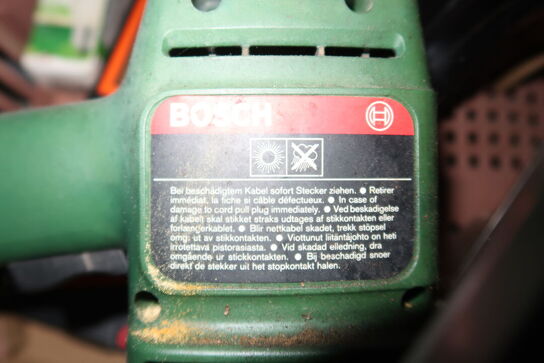 BOSCH
Bei beschädigtem Kabel sofort Stecker ziehen. ● Retirer
immédiat. la fiche si câble défectueux. ● In case of
damage to cord pull plug immediately. ● Ved beskadigelse
af kabelt skal stikket straks udtages af stikkontakten eller
forlængerkablet. ● Blir nettkabel skadet, trekk stöpsel
omg. ut av stikkontakten. ● Viottunut liitäntäjohto on heti
irrotettava pistorasiasta. ● Vid skadad elledning, dra
omgående ur stickkontakten. ● Bij beschadigd snoer
direkt de stekker uit het stopkontakt halen.